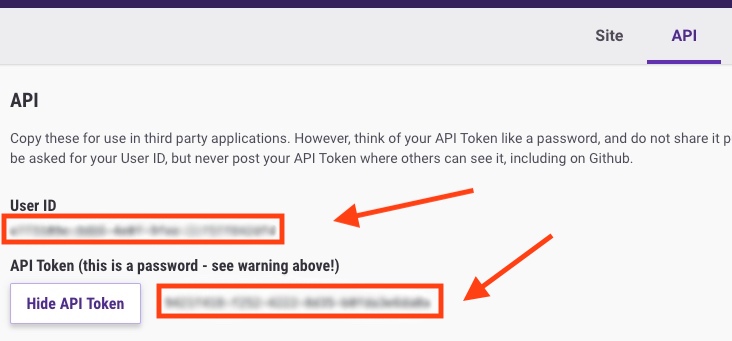 Site
API
API
Copy these for use in third party applications. However, think of your API Token like a password, and do not share it p
be asked for your User ID, but never post your API Token where others can see it, including on Github.
User ID
API Token (this is a password - see warning above!)
Hide API Token